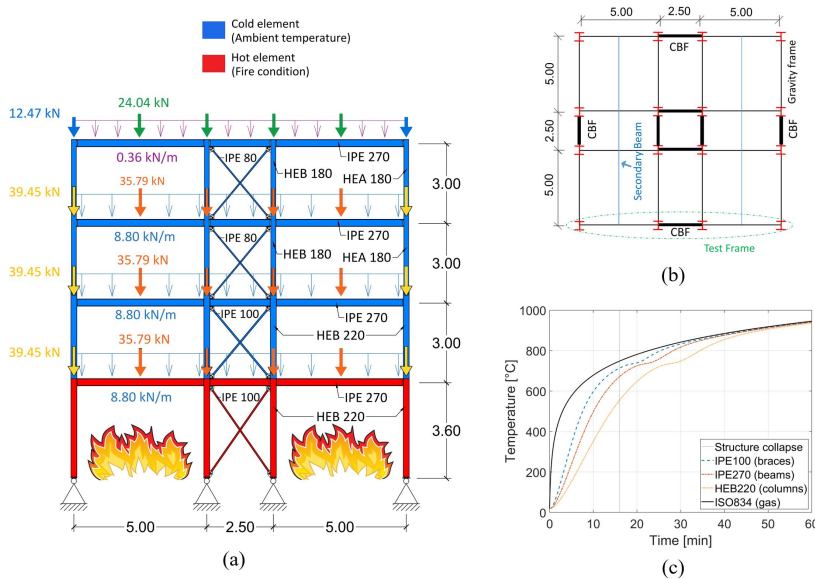 (a)
Cold element
(Ambient temperature)
Hot element
(Fire condition)
12.47 kN
24.04 kN
0.36 kN/m
IPE 80
IPE 270
HEB 180
HEA 180
3.00
39.45 kN
35.79 kN
8.80 kN/m
IPE 80
IPE 270
HEB 180
HEA 180
3.00
39.45 kN
35.79 kN
8.80 kN/m
IPE 100
IPE 270
HEB 220
3.00
39.45 kN
35.79 kN
8.80 kN/m
IPE 100
IPE 270
HEB 220
3.60
5.00
2.50
5.00
(a)
5.00
2.50
5.00
CBF
5.00
2.50
5.00
Gravity frame
CBF
CBF
Secondary Beam
CBF
Test Frame
(b)
1000
800
600
400
200
0
Temperature [°C]
Structure collapse
IPE100 (braces)
IPE270 (beams)
HEB220 (columns)
ISO834 (gas)
0 10 20 30 40 50 60
Time [min]
(c)